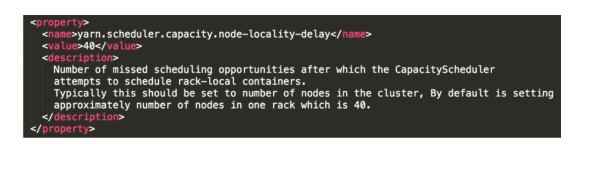 <property>
<name>yarn.scheduler.capacity.node-locality-delay</name>
<value>40</value>
<description>
Number of missed scheduling opportunities after which the CapacityScheduler
attempts to schedule rack-local containers.
Typically this should be set to number of nodes in the cluster, By default is setting
approximately number of nodes in one rack which is 40.
</description>
</property>